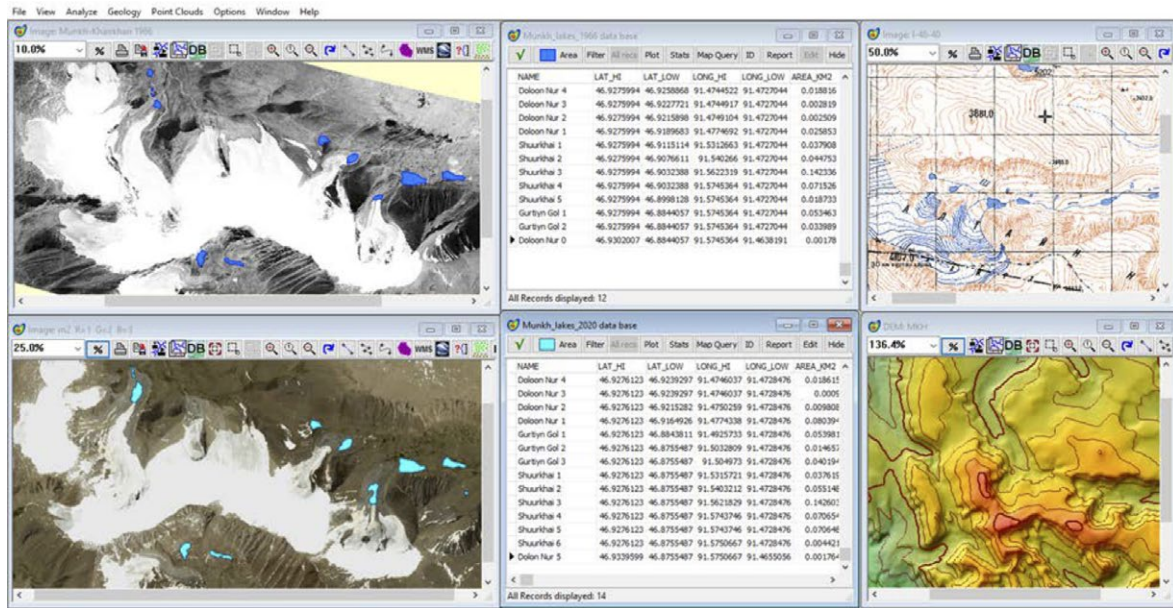 File View Analyze Geology Point Clouds Options Window Help
Image: Munkh-Khairkhan 1966
10.0%
% DB WMS
Munkh_lakes_1966 data base
Area Filter All recs Plot Stats Map Query ID Report Edit Hide
NAME LAT_HI LAT_LOW LONG_HI LONG_LOW AREA_KM2
Doloon Nur 4 46.9275994 46.9258868 91.4744522 91.4727044 0.018816
Doloon Nur 3 46.9275994 46.9227721 91.4744917 91.4727044 0.002819
Doloon Nur 2 46.9275994 46.9215898 91.4749104 91.4727044 0.002509
Doloon Nur 1 46.9275994 46.9189683 91.4774692 91.4727044 0.025853
Shuurkhai 1 46.9275994 46.9115114 91.5312663 91.4727044 0.037908
Shuurkhai 2 46.9275994 46.9076611 91.540266 91.4727044 0.044753
Shuurkhai 3 46.9275994 46.9032388 91.5622319 91.4727044 0.142336
Shuurkhai 4 46.9275994 46.9032388 91.5745364 91.4727044 0.071526
Shuurkhai 5 46.9275994 46.8998128 91.5745364 91.4727044 0.018733
Gurtiyn Gol 1 46.9275994 46.8844057 91.5745364 91.4727044 0.053463
Gurtiyn Gol 2 46.9275994 46.8844057 91.5745364 91.4727044 0.033989
Doloon Nur 0 46.9302007 46.8844057 91.5745364 91.4638191 0.00178
All Records displayed: 12
50.0%
% DB
5002
3881.0
Image: m2 R=1 G=2 B=3
25.0%
% DB WMS
Munkh_lakes_2020 data base
Area Filter All recs Plot Stats Map Query ID Report Edit Hide
NAME LAT_HI LAT_LOW LONG_HI LONG_LOW AREA_KM2
Doloon Nur 4 46.9276123 46.9239297 91.4746037 91.4728476 0.018615
Doloon Nur 3 46.9276123 46.9239297 91.4746037 91.4728476 0.0009
Doloon Nur 2 46.9276123 46.9215282 91.4750259 91.4728476 0.009808
Doloon Nur 1 46.9276123 46.9164926 91.4774338 91.4728476 0.080394
Gurtiyn Gol 1 46.9276123 46.8843811 91.4925733 91.4728476 0.053981
Gurtiyn Gol 2 46.9276123 46.8755487 91.5032809 91.4728476 0.014657
Gurtiyn Gol 3 46.9276123 46.8755487 91.504973 91.4728476 0.040194
Shuurkhai 1 46.9276123 46.8755487 91.5315721 91.4728476 0.037619
Shuurkhai 2 46.9276123 46.8755487 91.5403212 91.4728476 0.055148
Shuurkhai 3 46.9276123 46.8755487 91.5621829 91.4728476 0.142603
Shuurkhai 4 46.9276123 46.8755487 91.5743746 91.4728476 0.070654
Shuurkhai 5 46.9276123 46.8755487 91.5743746 91.4728476 0.070648
Shuurkhai 6 46.9276123 46.8755487 91.5750667 91.4728476 0.004421
Dolon Nur 5 46.9339599 46.8755487 91.5750667 91.4655056 0.001764
All Records displayed: 14
DEM: MKH
136.4%
% DB